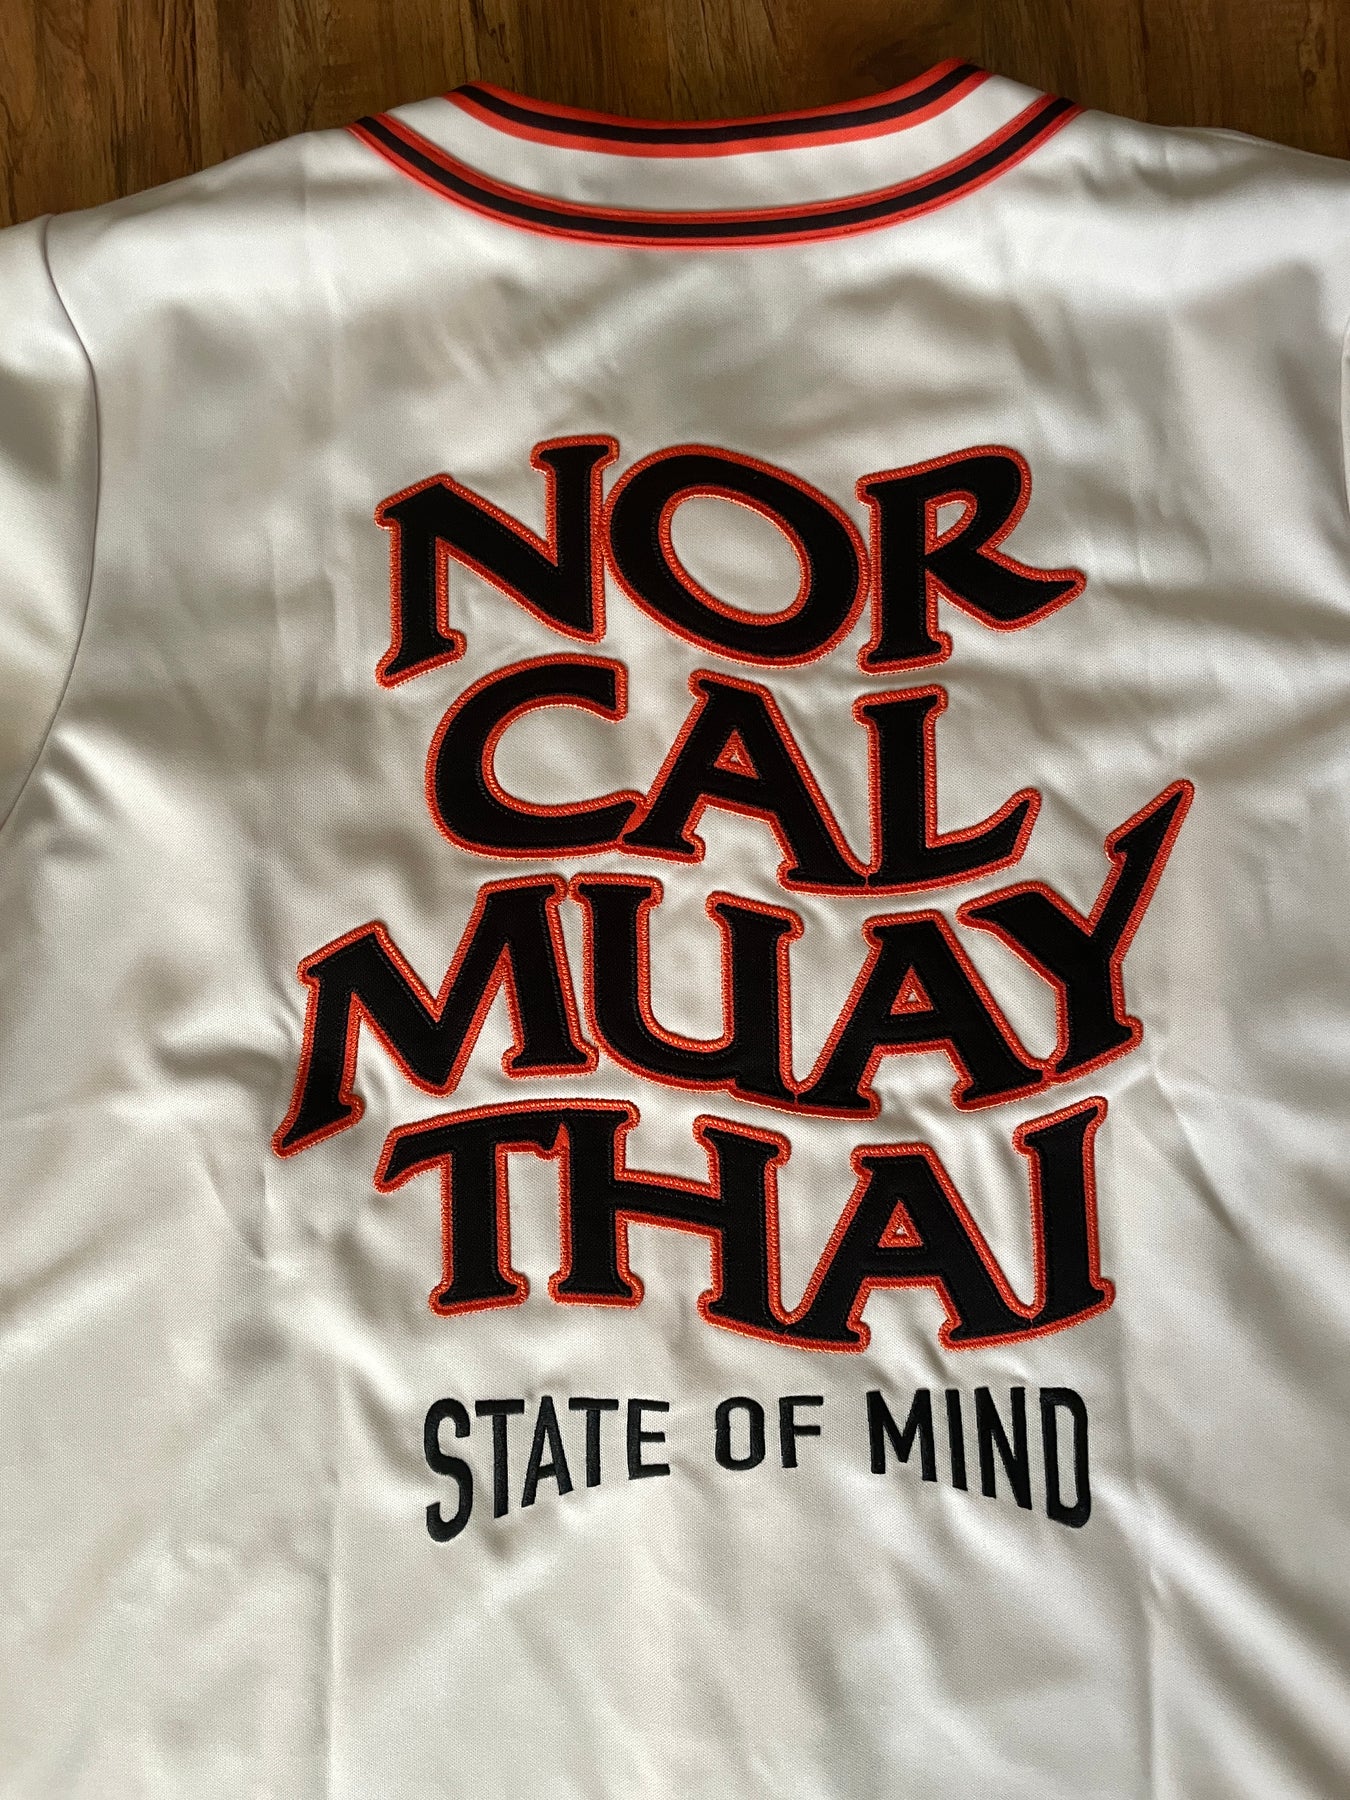 NOR
CAL
MUAY
THAI
STATE OF MIND